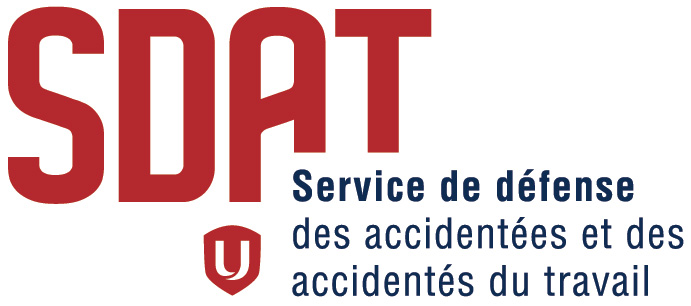 SDAT
Service de défense
des accidentées et des
accidentés du travail
U